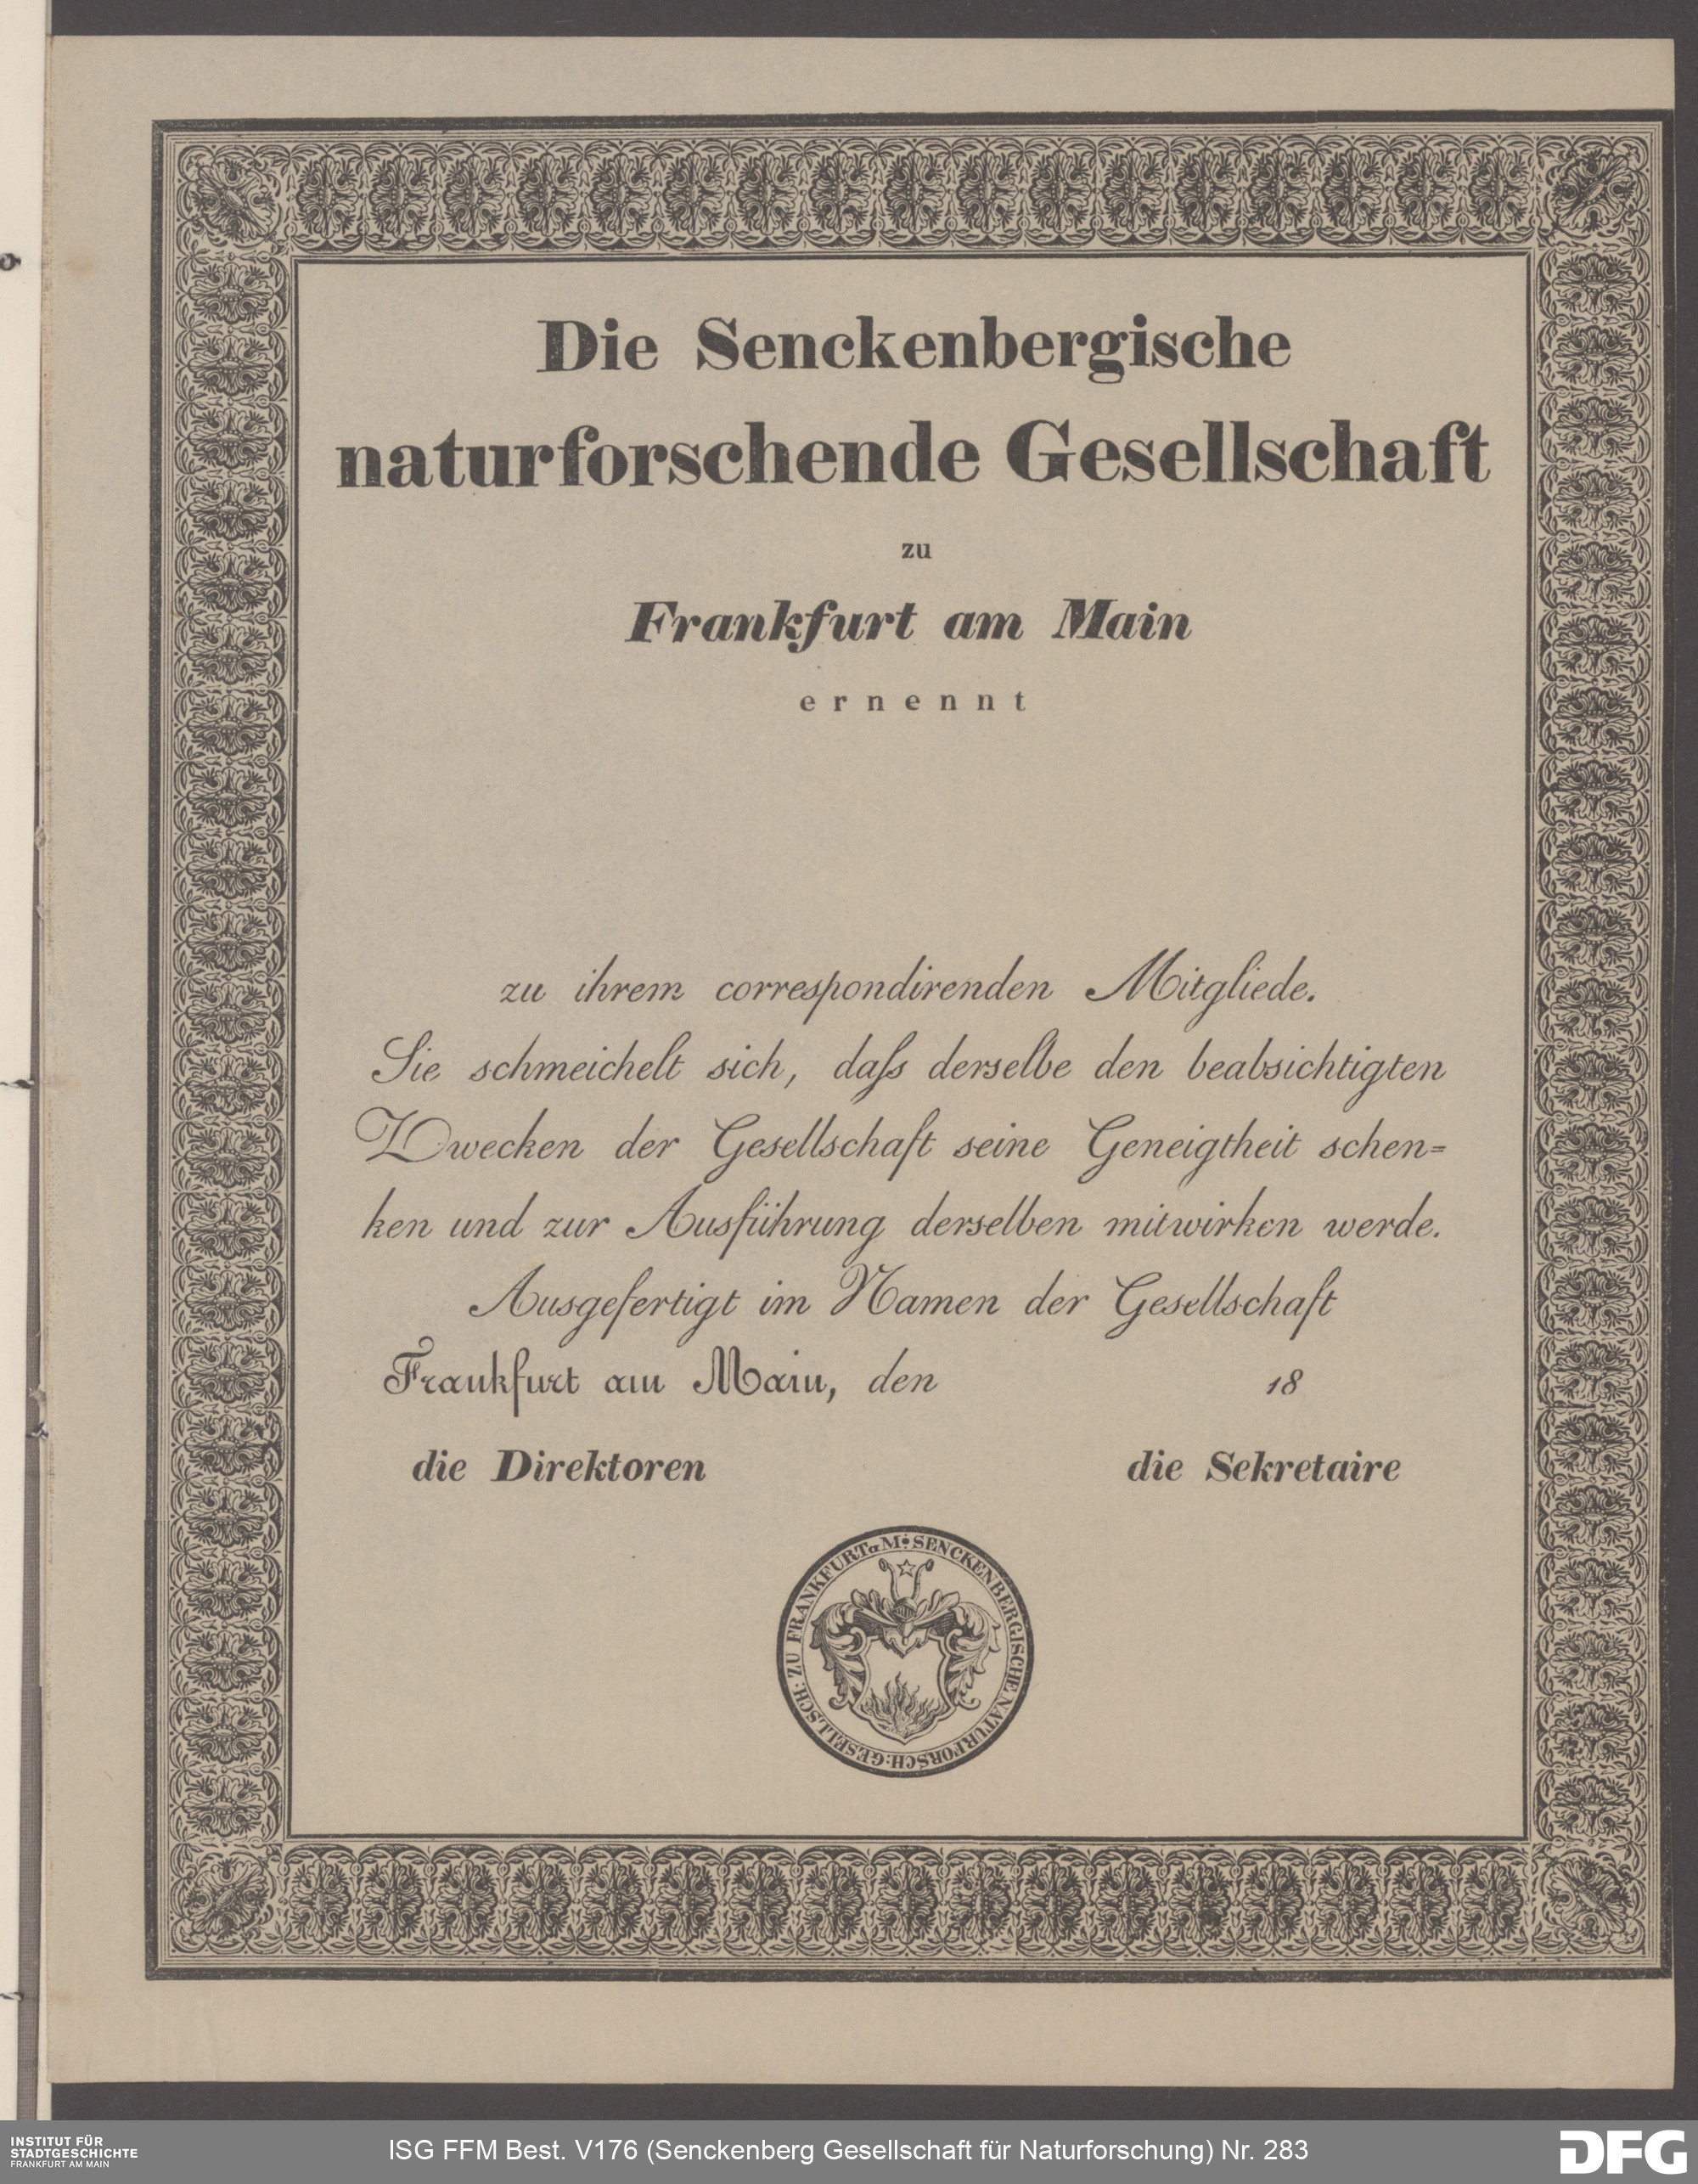 Die Senckenbergische
naturforschende Gesellschaft
zu
Frankfurt am Main
ernennt
zu ihrem correspondirenden Mitgliede.
Sie schmeichelt sich, daſs derselbe den beabsichtigten
Zwecken der Gesellschaft seine Geneigtheit schen=
ken und zur Ausführung derselben mitwirken werde.
Ausgefertigt im Namen der Gesellschaft
Frankfurt am Main, den 18
die Direktoren die Sekretaire
SENCKENBERGISCHE NATURFORSCH: GESELLSCH: ZU FRANKFURT a M:
INSTITUT FÜR
STADTGESCHICHTE
FRANKFURT AM MAIN
ISG FFM Best. V176 (Senckenberg Gesellschaft für Naturforschung) Nr. 283
DFG